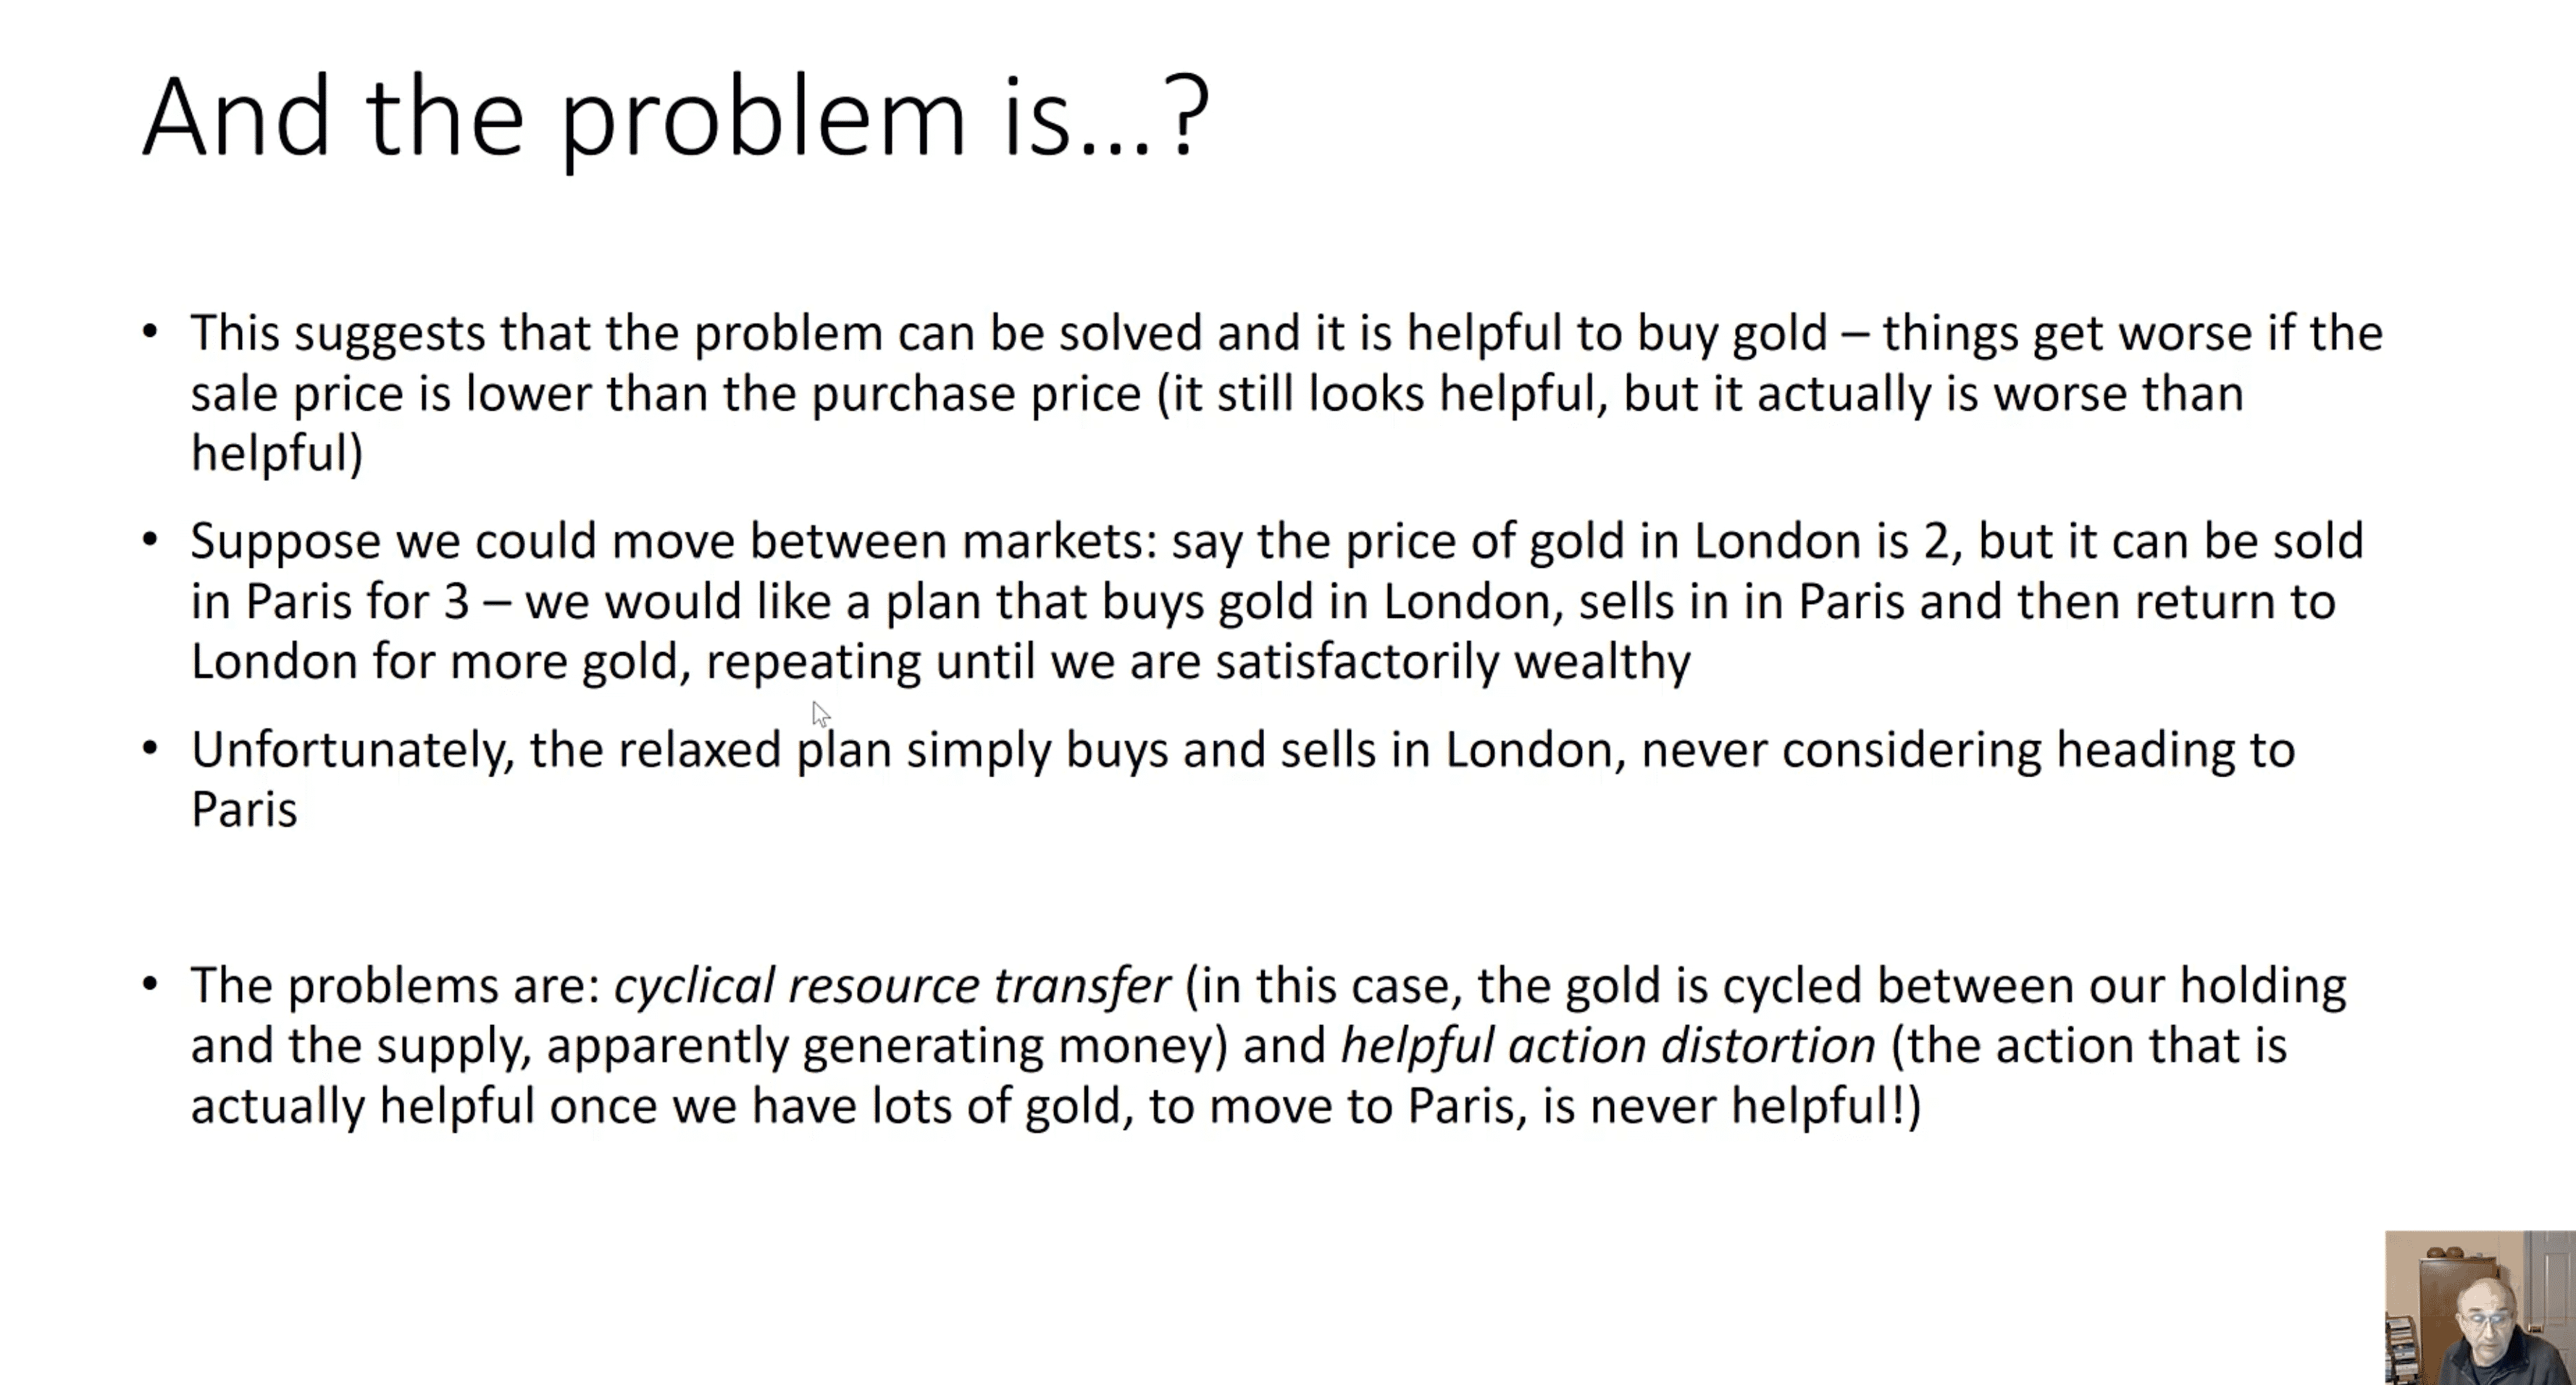 And the problem is...?
• This suggests that the problem can be solved and it is helpful to buy gold – things get worse if the
sale price is lower than the purchase price (it still looks helpful, but it actually is worse than
helpful)
• Suppose we could move between markets: say the price of gold in London is 2, but it can be sold
in Paris for 3 – we would like a plan that buys gold in London, sells in in Paris and then return to
London for more gold, repeating until we are satisfactorily wealthy
• Unfortunately, the relaxed plan simply buys and sells in London, never considering heading to
Paris
• The problems are: cyclical resource transfer (in this case, the gold is cycled between our holding
and the supply, apparently generating money) and helpful action distortion (the action that is
actually helpful once we have lots of gold, to move to Paris, is never helpful!)